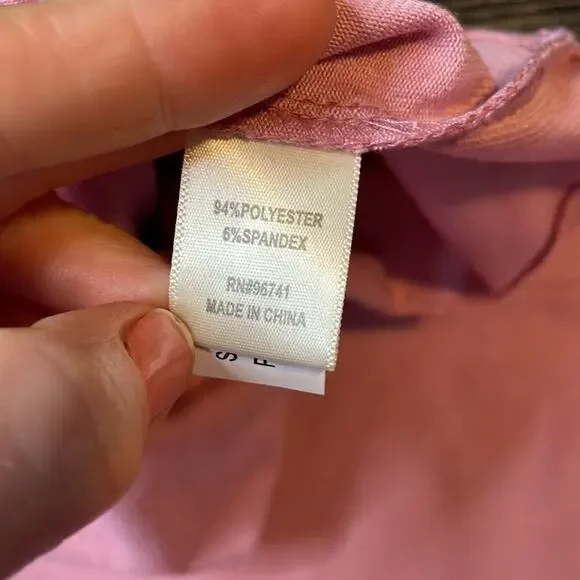 94%POLYESTER
6%SPANDEX
RN#96741
MADE IN CHINA
S
F